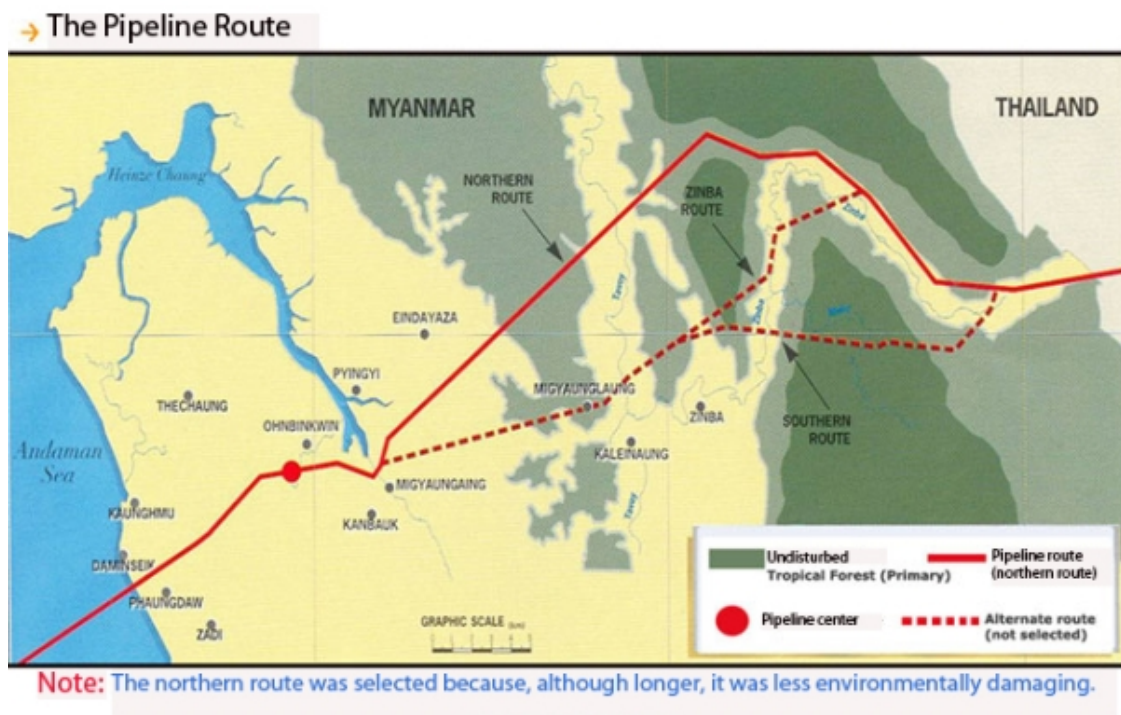 → The Pipeline Route
MYANMAR
THAILAND
Heinze Chaung
NORTHERN
ROUTE
ZINBA
ROUTE
Zinba
Tavoy
Zinba
EINDAYAZA
PYINGYI
MIGYAUNGLAUNG
THECHAUNG
ZINBA
OHNBINKWIN
SOUTHERN
ROUTE
Andaman
Sea
KALEINAUNG
MIGYAUNGAING
KAUNGHMU
KANBAUK
Tavoy
DAMINSEIK
PHAUNGDAW
ZADI
GRAPHIC SCALE (km)
Undisturbed
Tropical Forest (Primary)
Pipeline route
(northern route)
Pipeline center
Alternate route
(not selected)
Note: The northern route was selected because, although longer, it was less environmentally damaging.